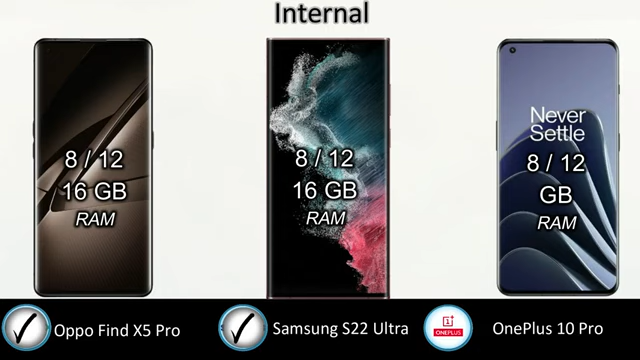 Internal
8 / 12
16 GB
RAM
8 / 12
16 GB
RAM
Never
Settle
8 / 12
GB
RAM
Oppo Find X5 Pro
Samsung S22 Ultra
ONEPLUS
OnePlus 10 Pro